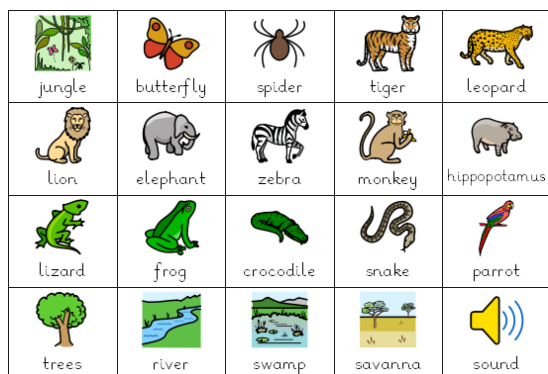 jungle butterfly spider tiger leopard
lion elephant zebra monkey hippopotamus
lizard frog crocodile snake parrot
trees river swamp savanna sound